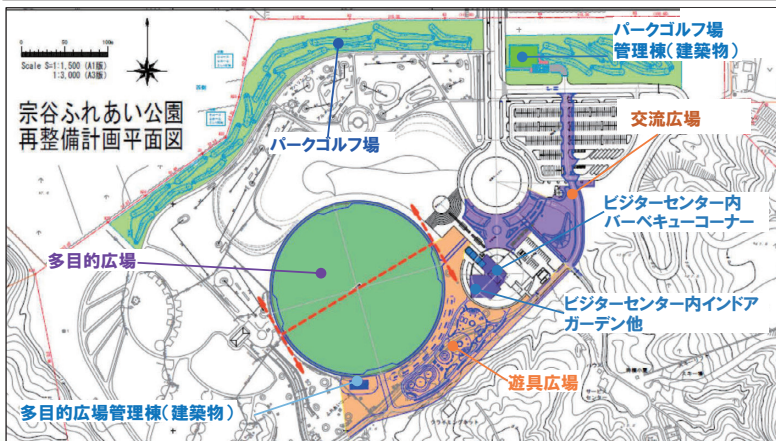 0 50 100m
Scale S=1:1,500 (A1版)
1:3,000 (A3版)
宗谷ふれあい公園
再整備計画平面図
パークゴルフ場
管理棟(建築物)
パークゴルフ場
交流広場
ビジターセンター内
バーベキューコーナー
多目的広場
ビジターセンター内インドア
ガーデン他
遊具広場
多目的広場管理棟(建築物)